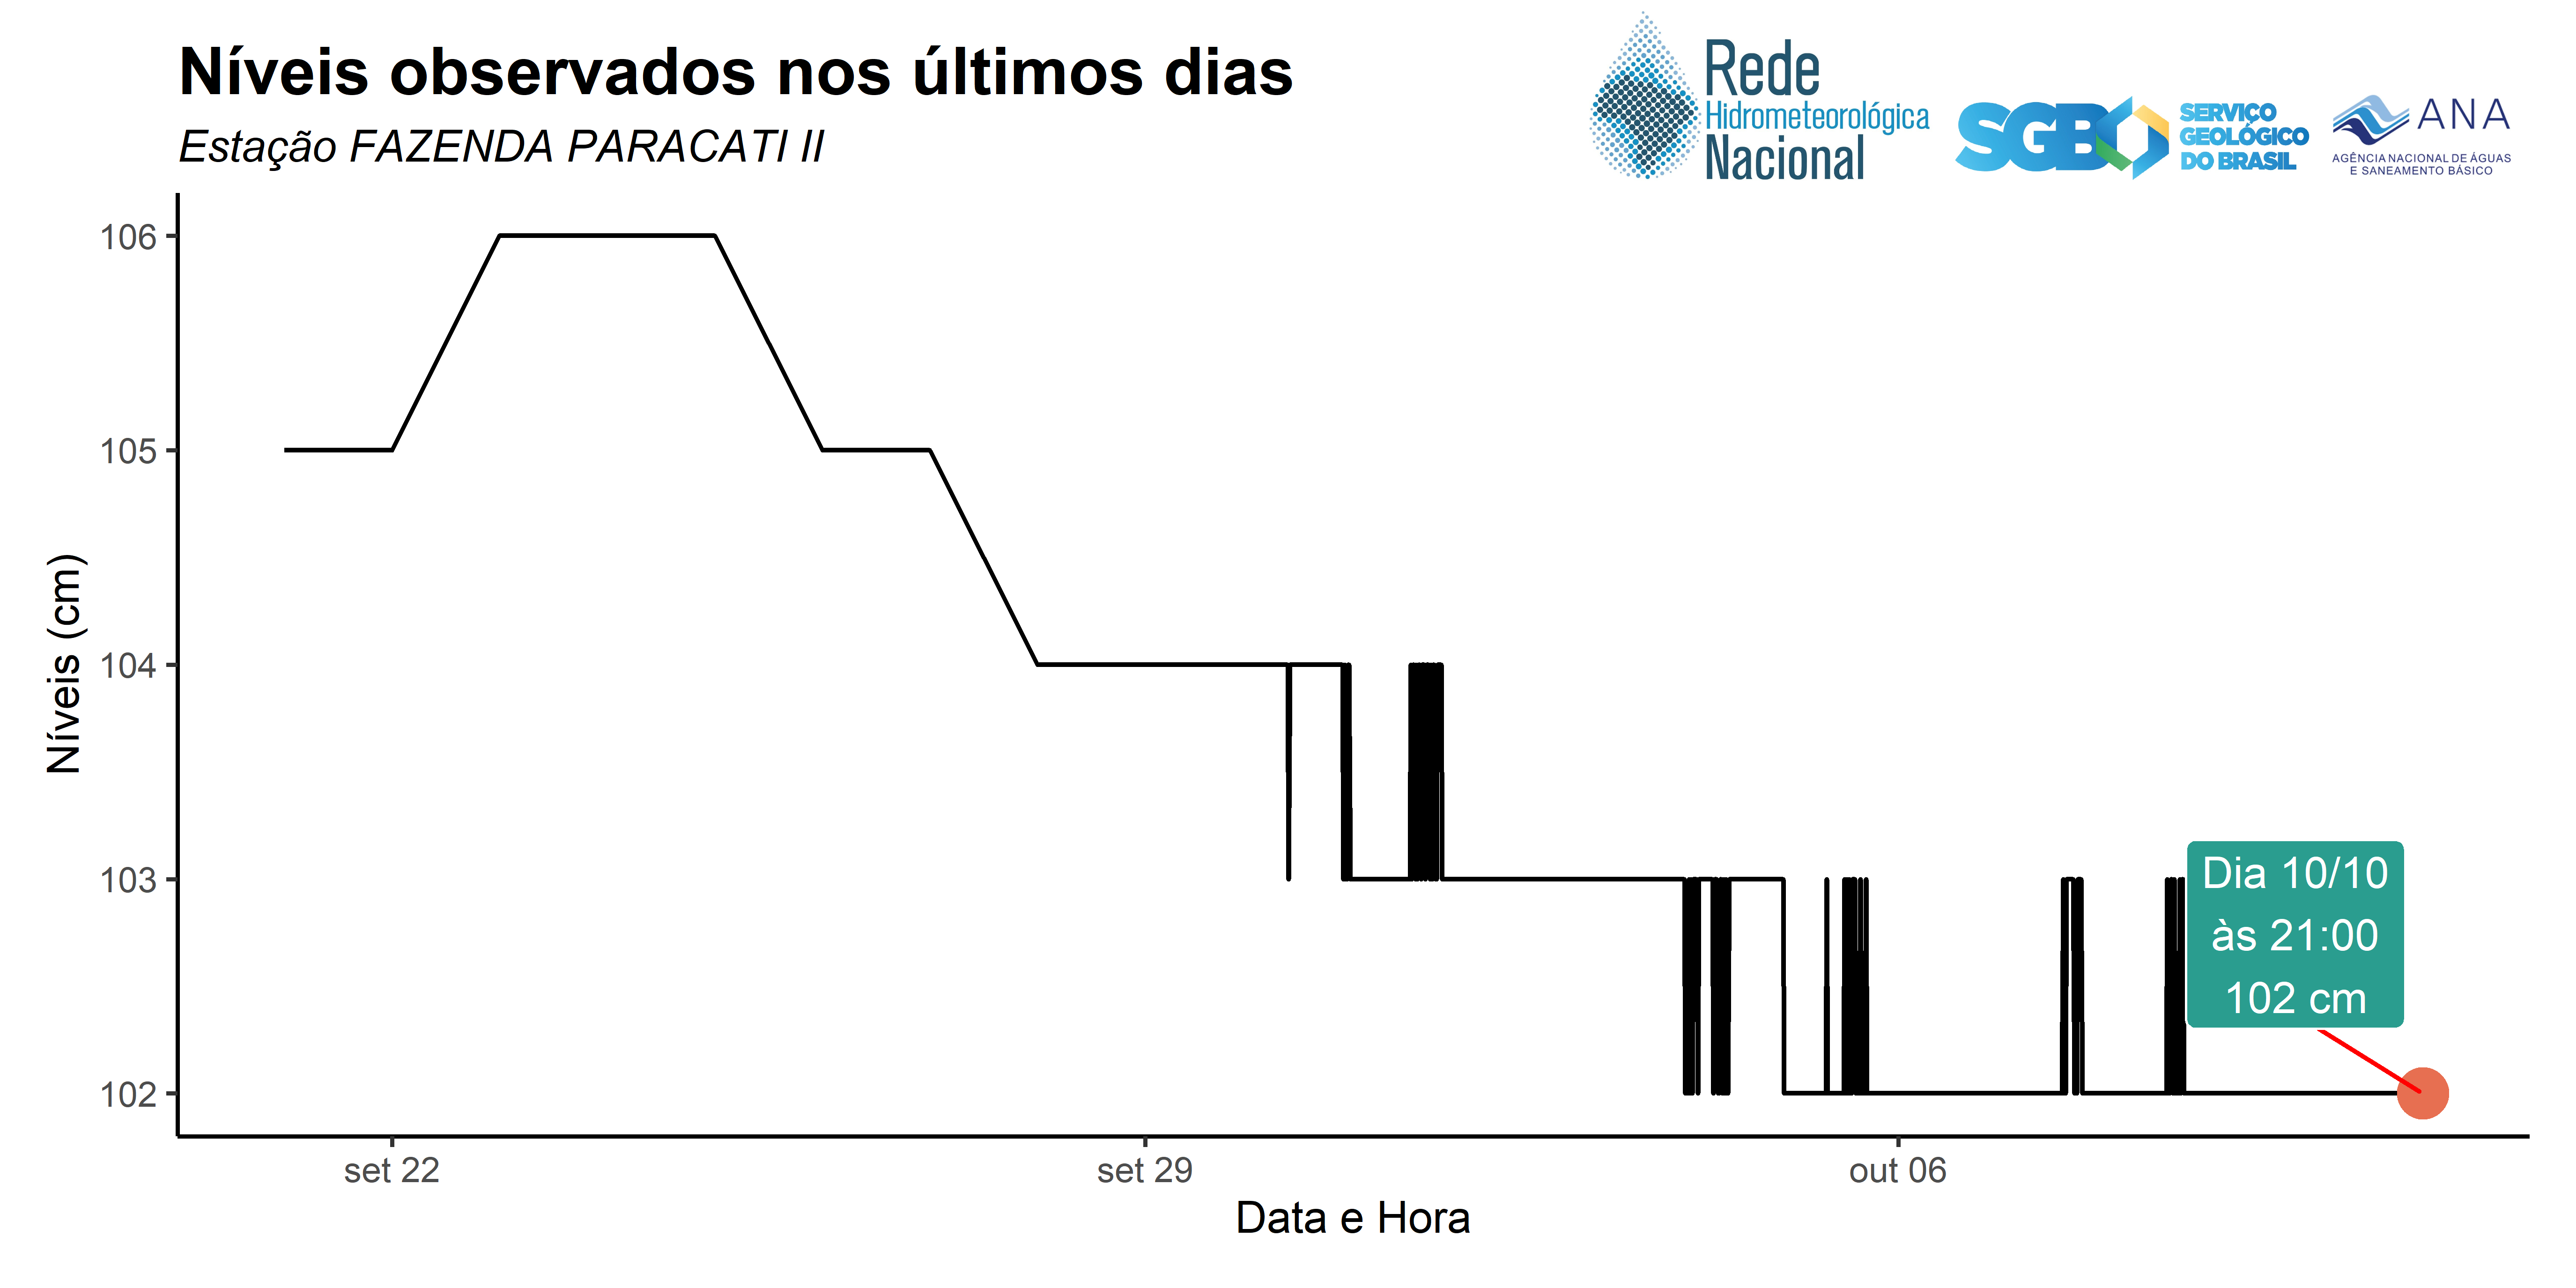 Níveis observados nos últimos dias
Estação FAZENDA PARACATI II
Rede
Hidrometeorológica
Nacional
SGB
SERVIÇO
GEOLÓGICO
DO BRASIL
ANA
AGÊNCIA NACIONAL DE ÁGUAS
E SANEAMENTO BÁSICO
Níveis (cm)
106
105
104
103
102
Dia 10/10
às 21:00
102 cm
set 22
set 29
out 06
Data e Hora